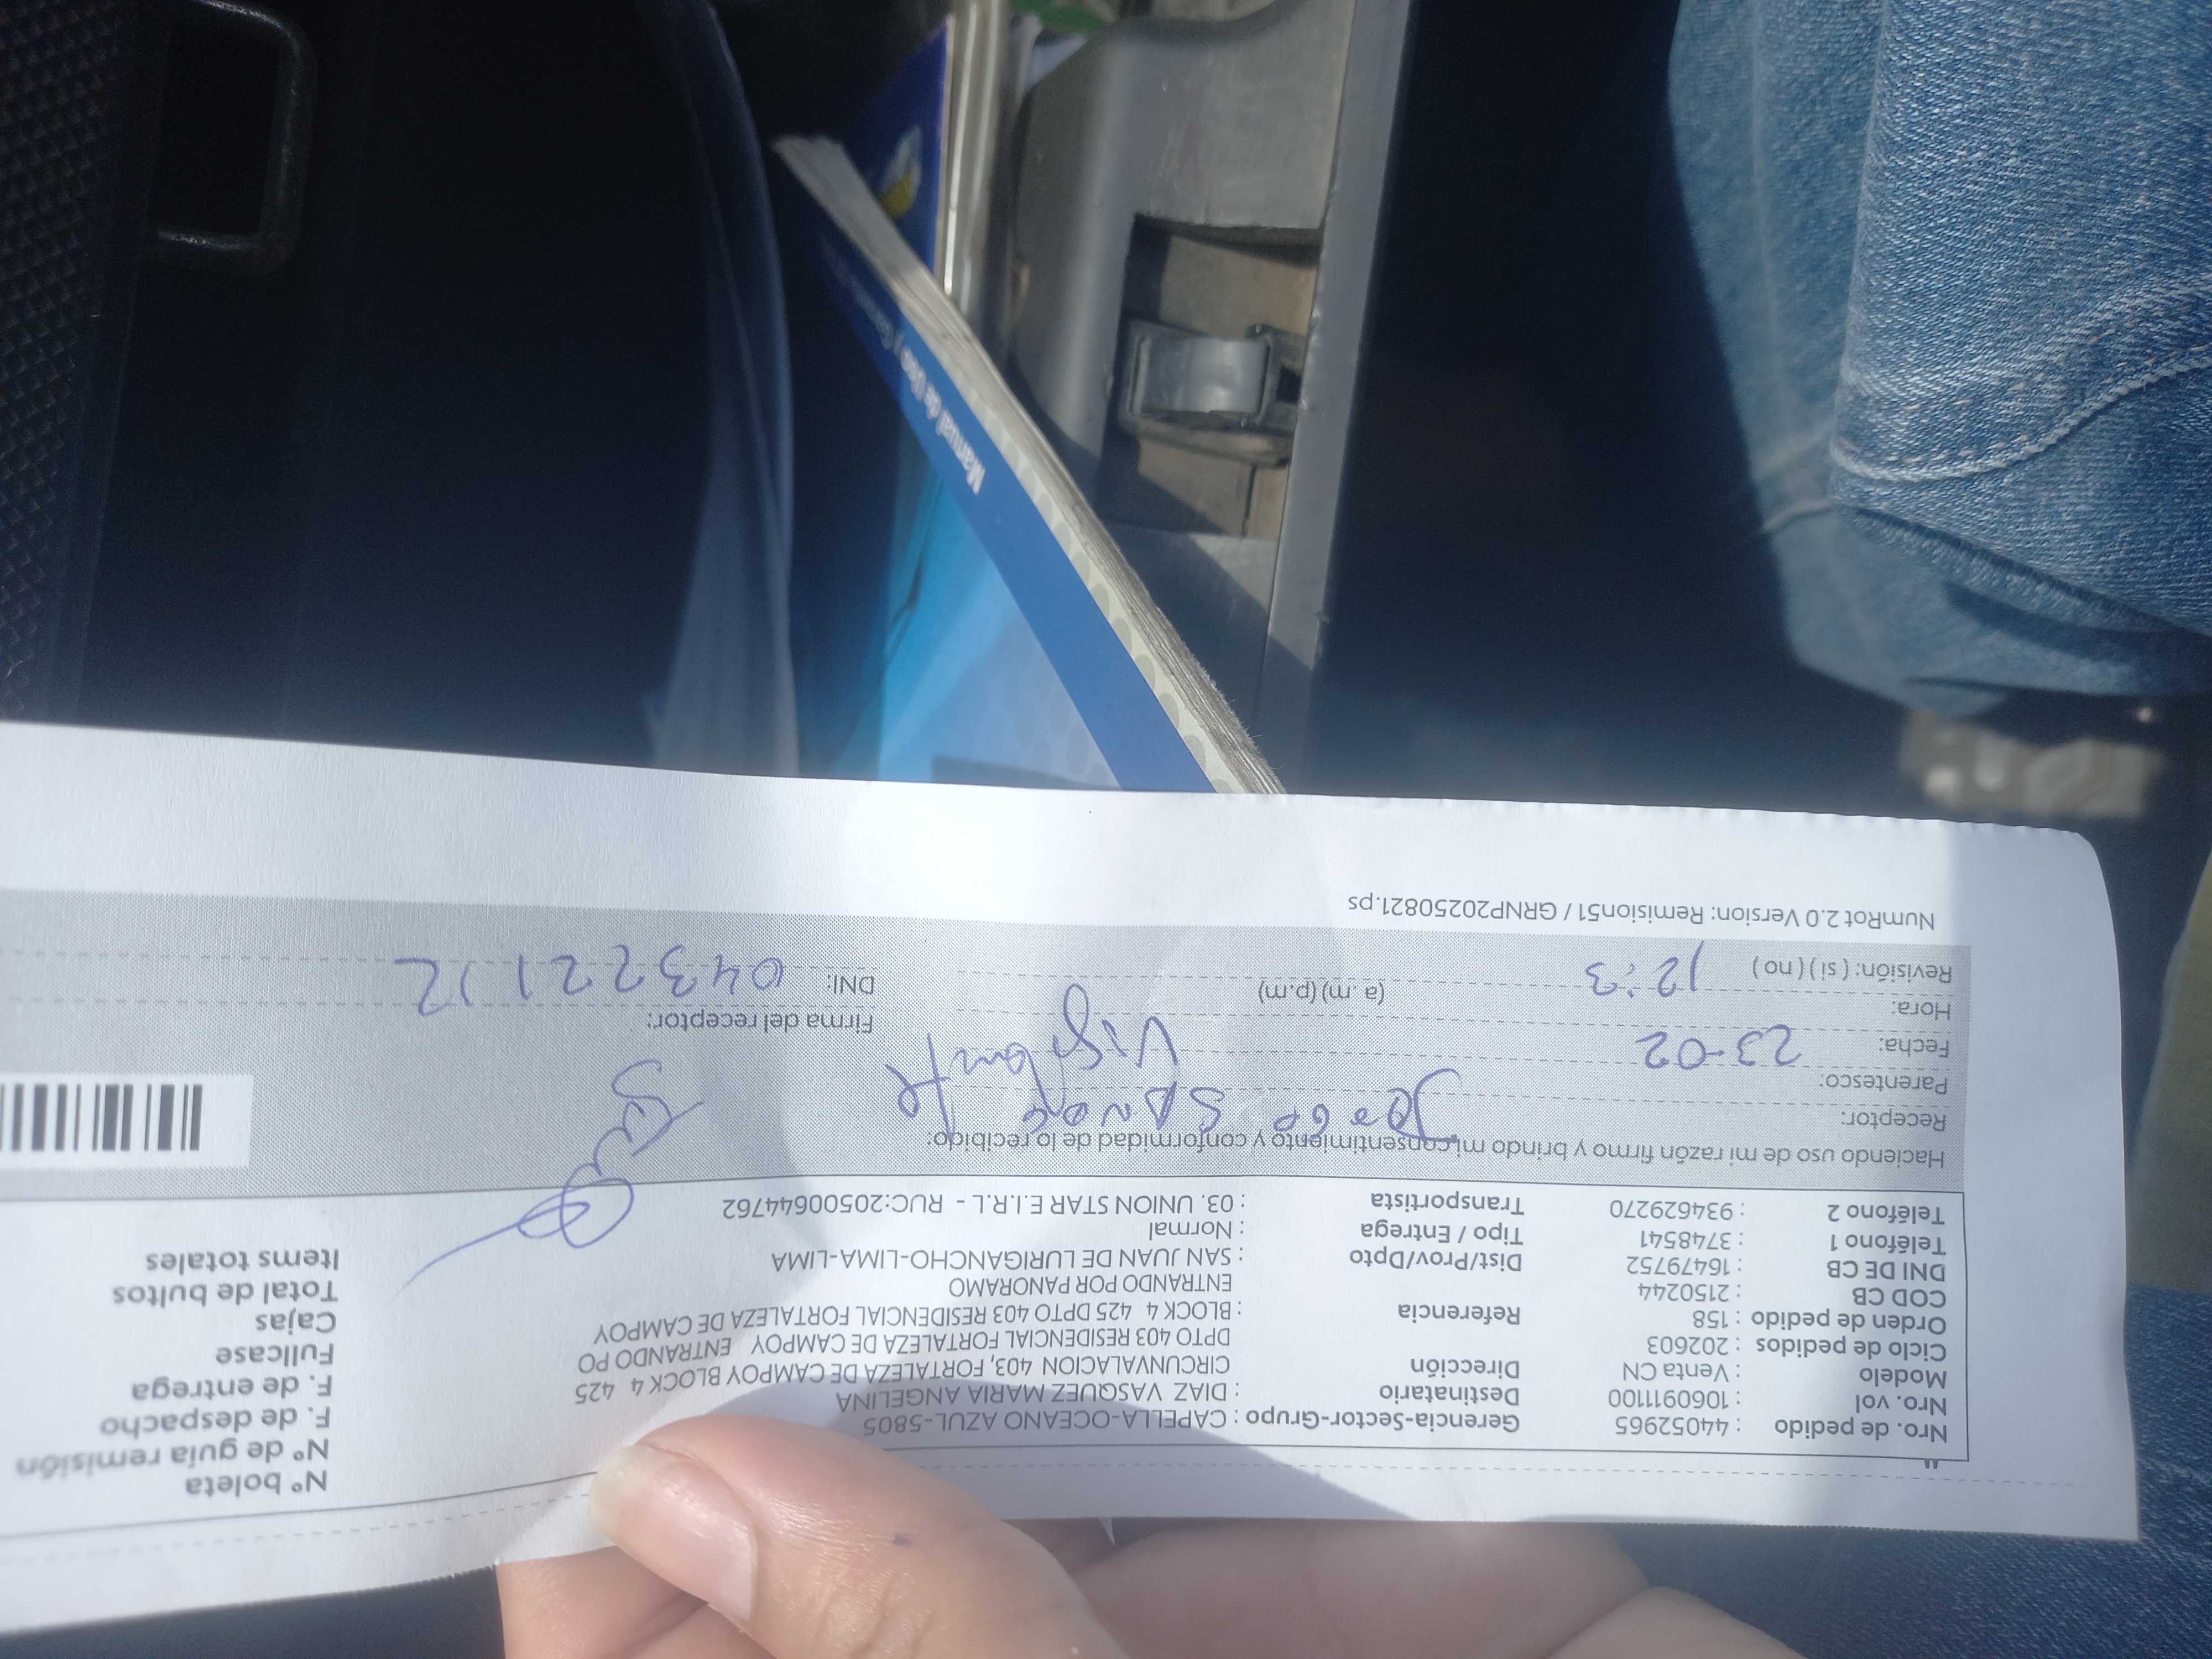 Nro. de pedido : 44052965
Nro. vol : 1060911100
Modelo : Venta CN
Ciclo de pedidos : 202603
Orden de pedido : 158
COD CB : 2150244
DNI DE CB : 16479752
Teléfono 1 : 3748541
Teléfono 2 : 934629270
Gerencia-Sector-Grupo : CAPELLA-OCEANO AZUL-5805
Destinatario : DIAZ VASQUEZ MARIA ANGELINA
Dirección CIRCUNVALACION 403, FORTALEZA DE CAMPOY BLOCK 4 425
DPTO 403 RESIDENCIAL FORTALEZA DE CAMPOY ENTRANDO PO
Referencia : BLOCK 4 425 DPTO 403 RESIDENCIAL FORTALEZA DE CAMPOY
ENTRANDO POR PANORAMO
Dist/Prov/Dpto : SAN JUAN DE LURIGANCHO-LIMA-LIMA
Tipo / Entrega : Normal
Transportista : 03. UNION STAR E.I.R.L - RUC:20500644762
Nº boleta
Nº de guía remisión
F. de despacho
F. de entrega
Fullcase
Cajas
Total de bultos
Items totales
Haciendo uso de mi razón firmo y brindo mi consentimiento y conformidad de lo recibido:
Receptor:
Parentesco: Vigilante
Fecha: 23-02
Hora: (a .m) (p.m)
Revisión: ( si ) ( no ) 12:3
Firma del receptor:
DNI: 04322112
NumRot 2.0 Version: Remision51 / GRNP20250821.ps
Manual de Uso y